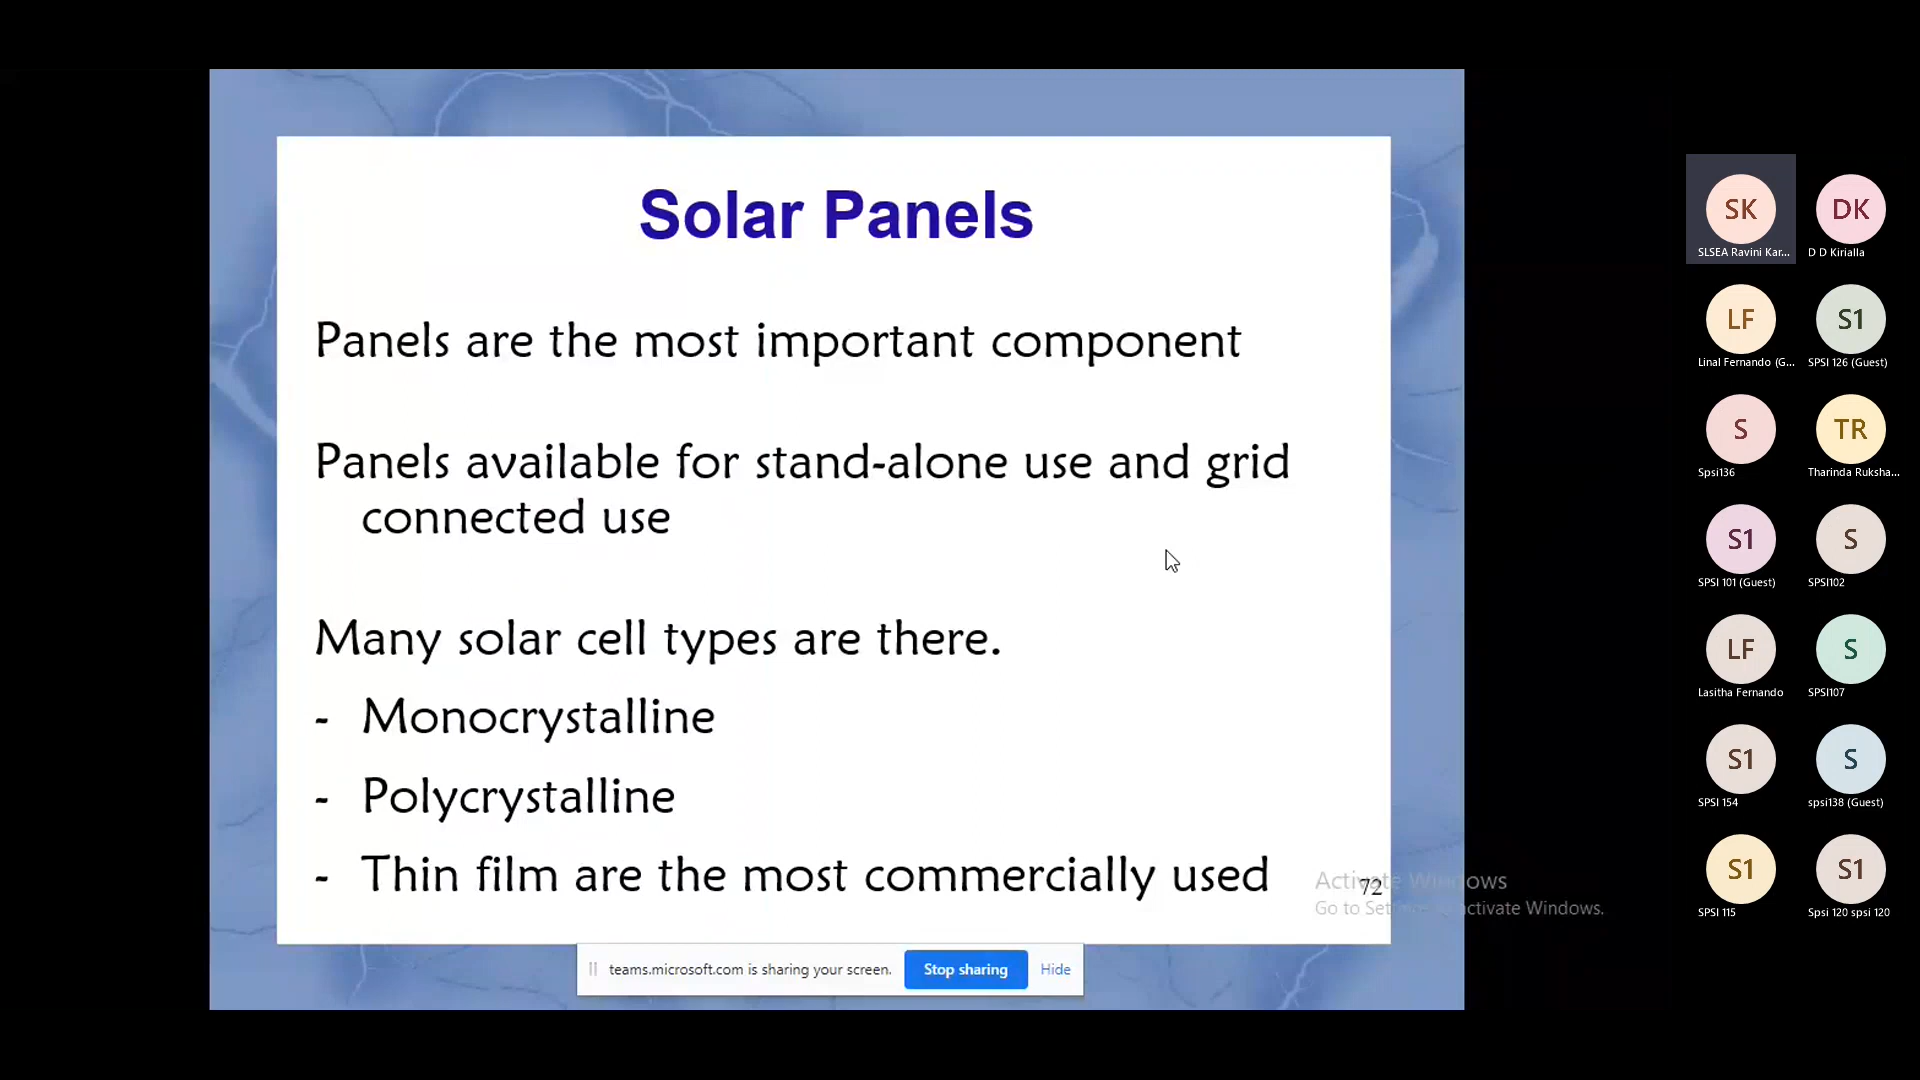 Solar Panels
Panels are the most important component
Panels available for stand-alone use and grid
connected use
Many solar cell types are there.
- Monocrystalline
- Polycrystalline
- Thin film are the most commercially used
72
Activate Windows
Go to Settings to activate Windows.
teams.microsoft.com is sharing your screen.
Stop sharing
Hide
SK
SLSEA Ravini Kar...
DK
D D Kirialla
LF
Linal Fernando (G...
S1
SPSI 126 (Guest)
S
Spsi136
TR
Tharinda Ruksha...
S1
SPSI 101 (Guest)
S
SPSI102
LF
Lasitha Fernando
S
SPSI107
S1
SPSI 154
S
spsi138 (Guest)
S1
SPSI 115
S1
Spsi 120 spsi 120